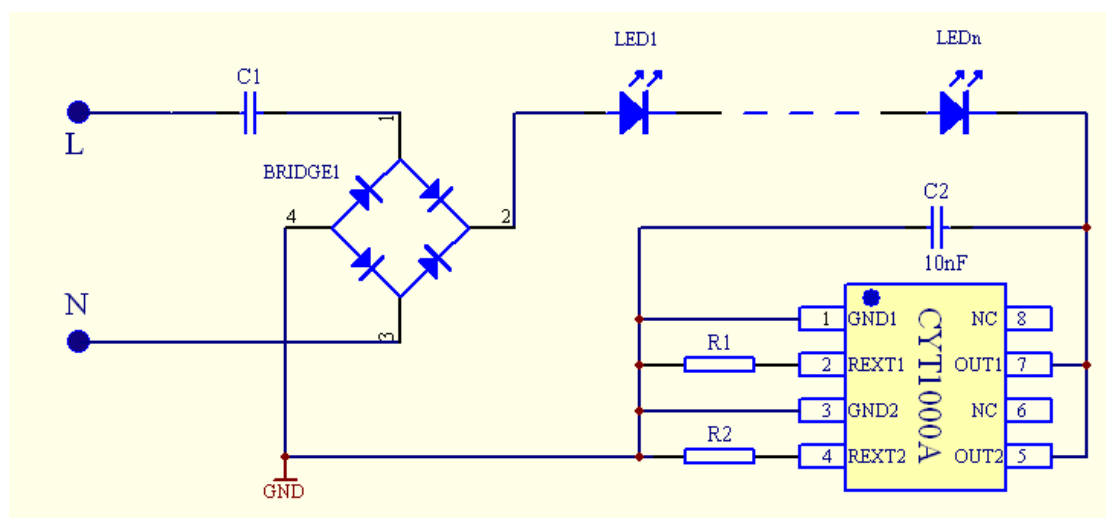 LED1
LEDn
C1
L
1
BRIDGE1
4
2
C2
10nF
N
3
R1
R2
GND
CYT1000A
1 GND1
2 REXT1
3 GND2
4 REXT2
NC 8
OUT1 7
NC 6
OUT2 5